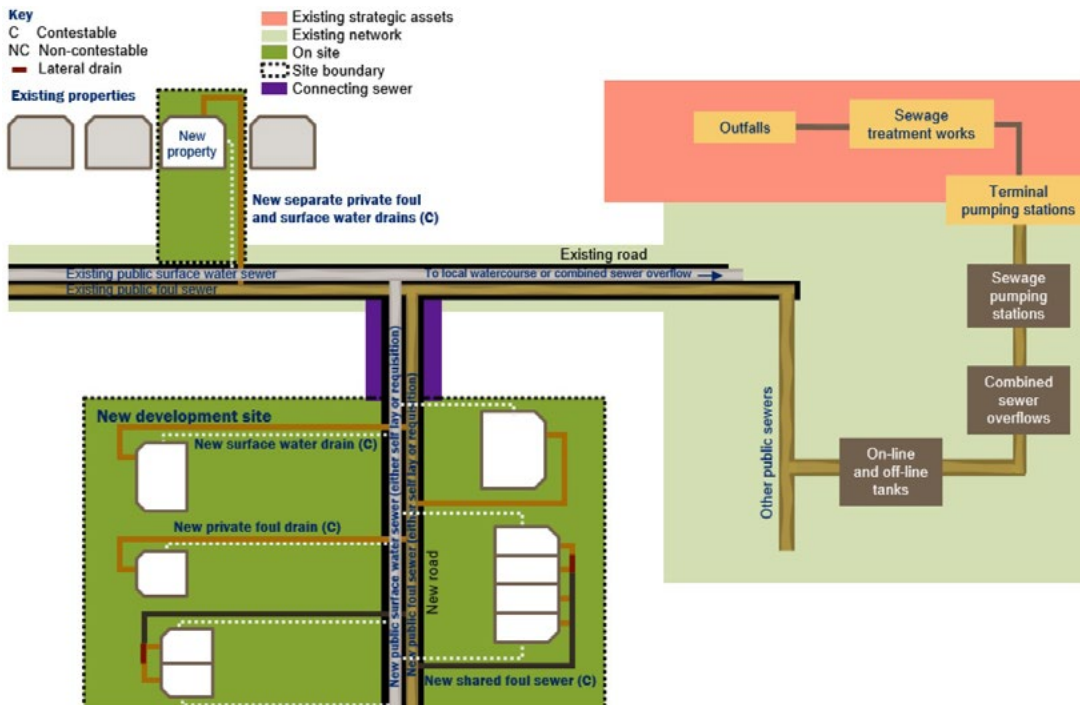 Key
C Contestable
NC Non-contestable
Lateral drain
Existing strategic assets
Existing network
On site
Site boundary
Connecting sewer
Existing properties
New
property
New separate private foul
and surface water drains (C)
Outfalls
Sewage
treatment works
Terminal
pumping stations
Existing road
Existing public surface water sewer
To local watercourse or combined sewer overflow
Existing public foul sewer
Sewage
pumping
stations
Combined
sewer
overflows
On-line
and off-line
tanks
Other public sewers
New development site
New surface water drain (C)
New private foul drain (C)
New public surface water sewer (either self lay or requisition)
New public foul sewer (either self lay or requisition)
New road
New shared foul sewer (C)